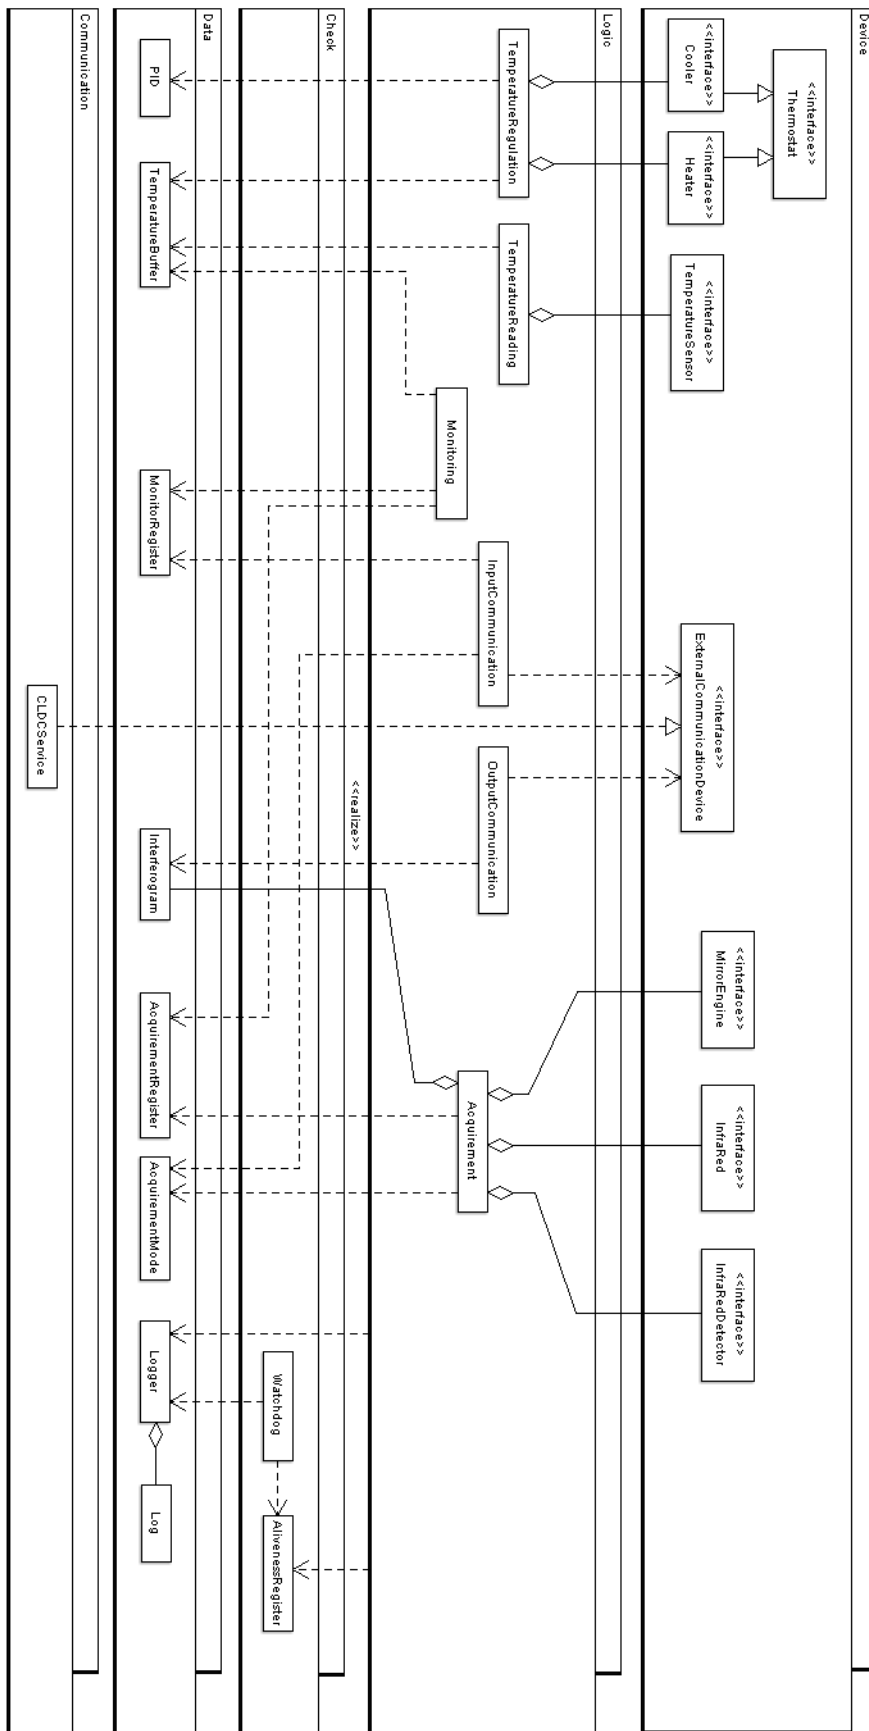 Device
<<interface>>
Thermostat
<<interface>>
Cooler
<<interface>>
Heater
<<interface>>
TemperatureSensor
<<interface>>
ExternalCommunicationDevice
<<interface>>
MirrorEngine
<<interface>>
InfraRed
<<interface>>
InfraRedDetector
Logic
TemperatureRegulation
TemperatureReading
Monitoring
InputCommunication
OutputCommunication
Acquirement
Check
<<realize>>
Watchdog
AlivenessRegister
Data
PID
TemperatureBuffer
MonitorRegister
Interferogram
AcquirementRegister
AcquirementMode
Logger
Log
Communication
CLDCService